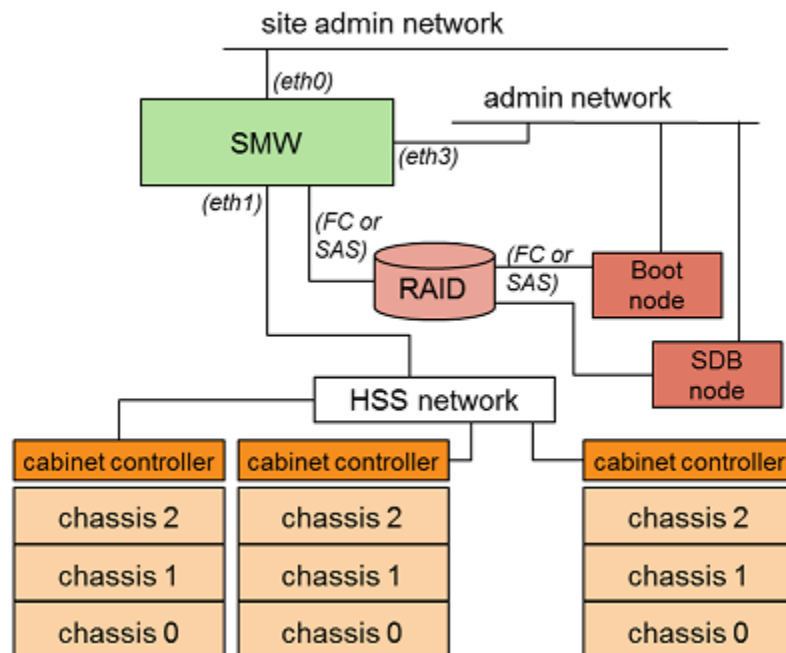 site admin network
(eth0)
admin network
SMW
(eth3)
(eth1)
(FC or
SAS)
(FC or
SAS)
RAID
Boot
node
SDB
node
HSS network
cabinet controller
cabinet controller
cabinet controller
chassis 2
chassis 2
chassis 2
chassis 1
chassis 1
chassis 1
chassis 0
chassis 0
chassis 0